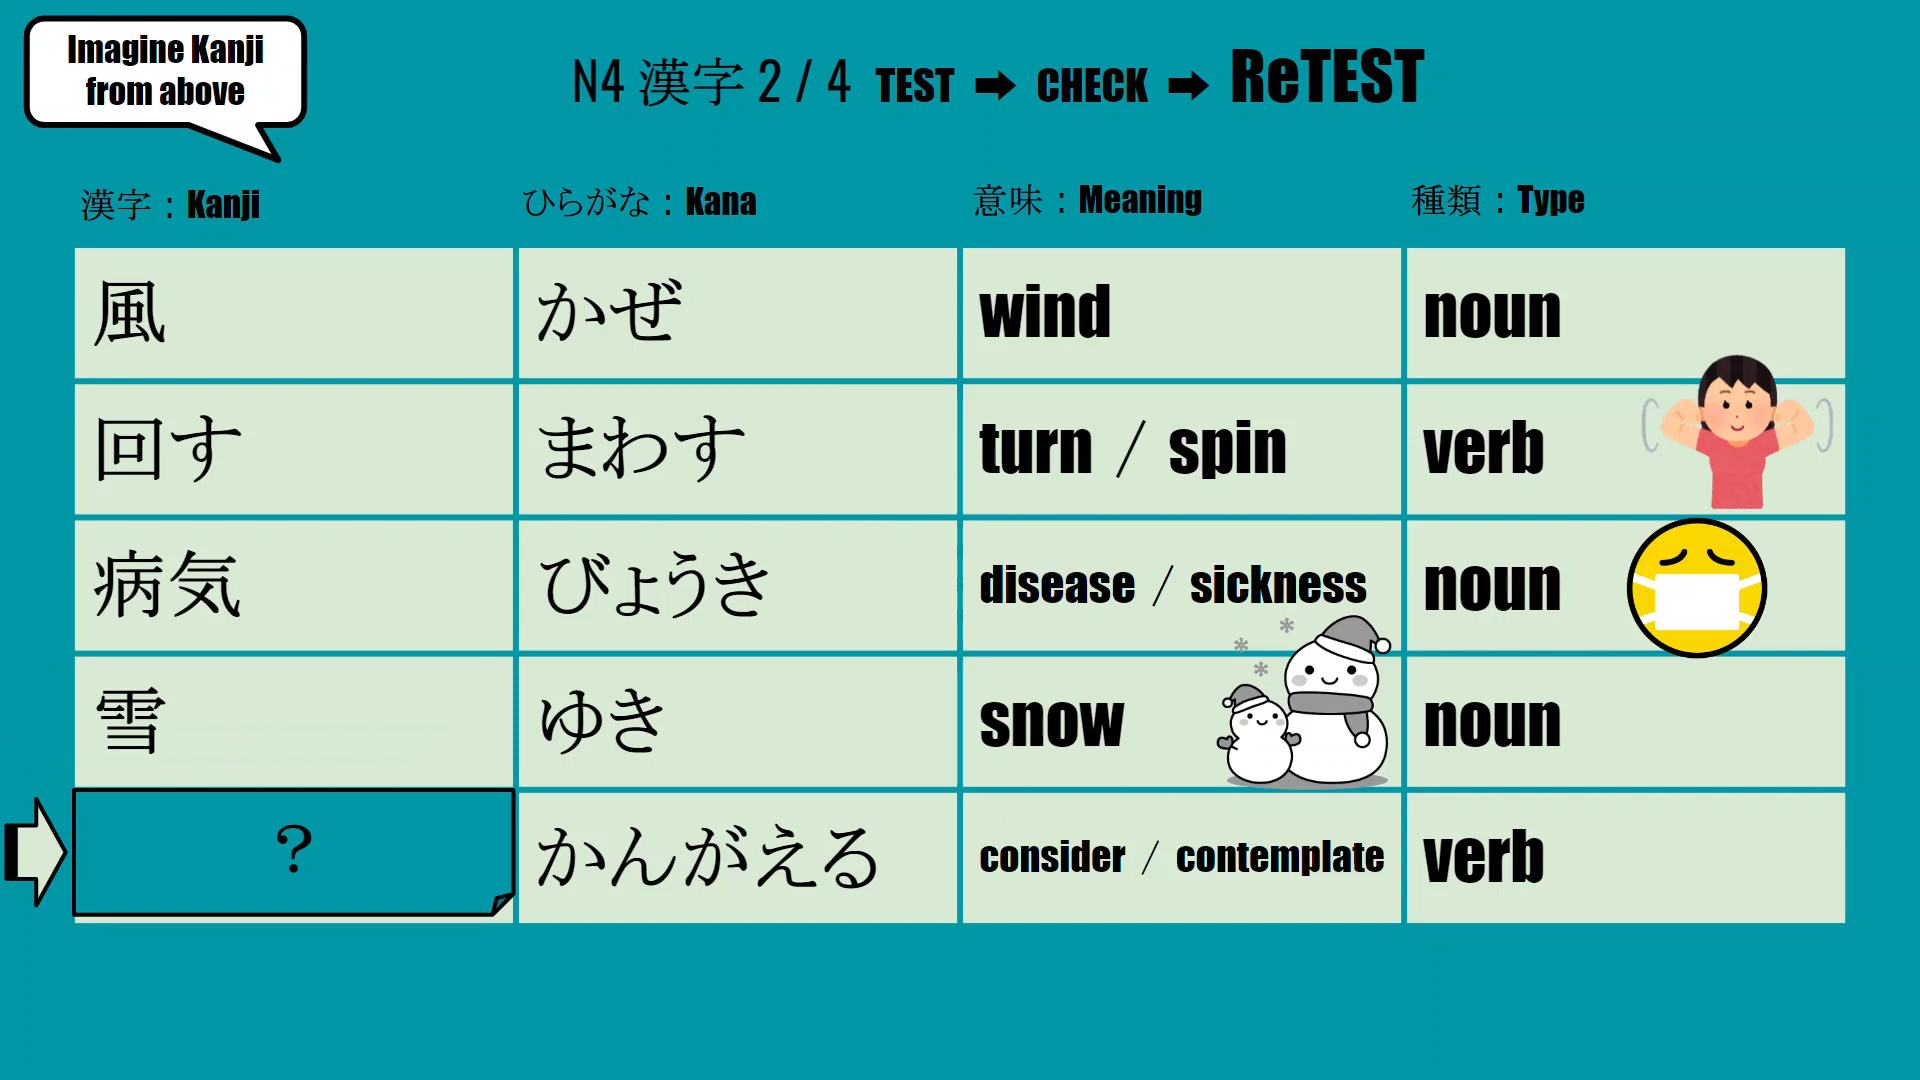 Imagine Kanji
from above
N4 漢字 2 / 4 TEST ➡ CHECK ➡ ReTEST
漢字：Kanji ひらがな：Kana 意味：Meaning 種類：Type
風 かぜ wind noun
回す まわす turn / spin verb
病気 びょうき disease / sickness noun
雪 ゆき snow noun
？ かんがえる consider / contemplate verb